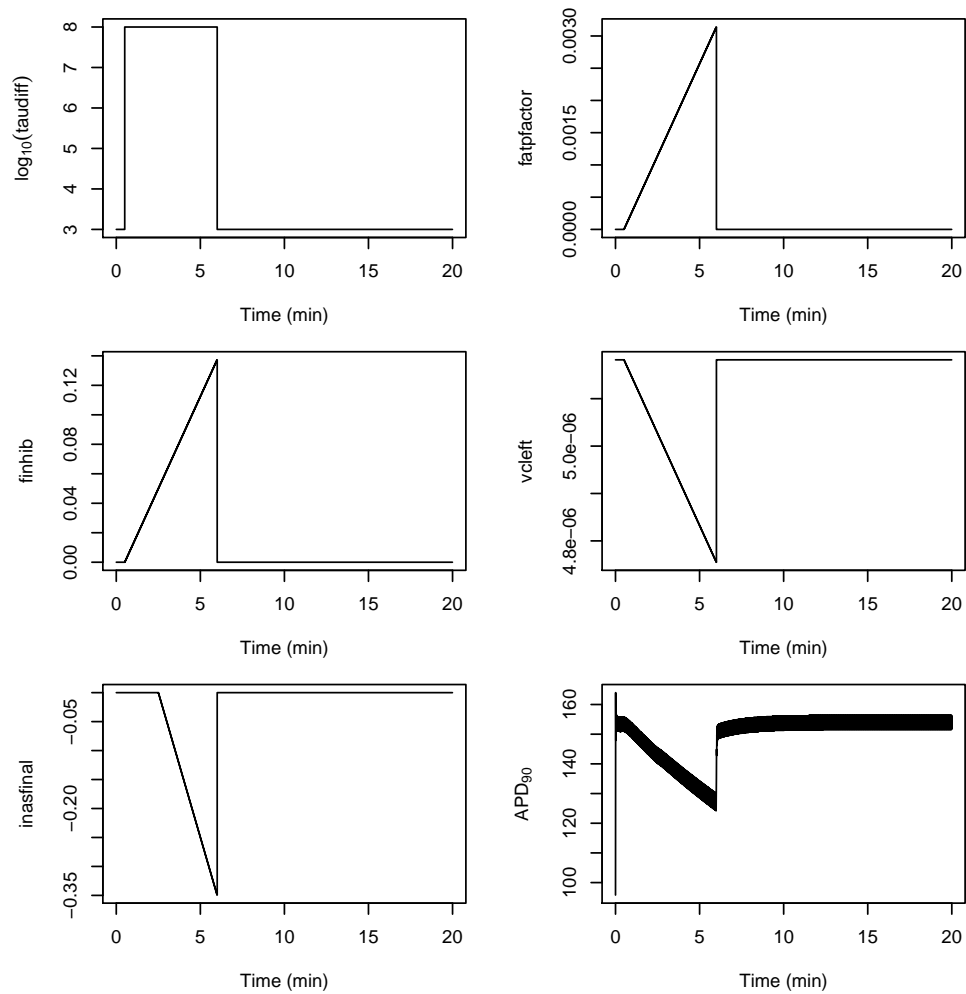 log10(taudiff)
3 4 5 6 7 8
0 5 10 15 20
Time (min)
fatpfactor
0.0000 0.0015 0.0030
0 5 10 15 20
Time (min)
finhib
0.00 0.04 0.08 0.12
0 5 10 15 20
Time (min)
vcleft
4.8e−06 5.0e−06
0 5 10 15 20
Time (min)
inasfinal
−0.35 −0.20 −0.05
0 5 10 15 20
Time (min)
APD90
100 120 140 160
0 5 10 15 20
Time (min)